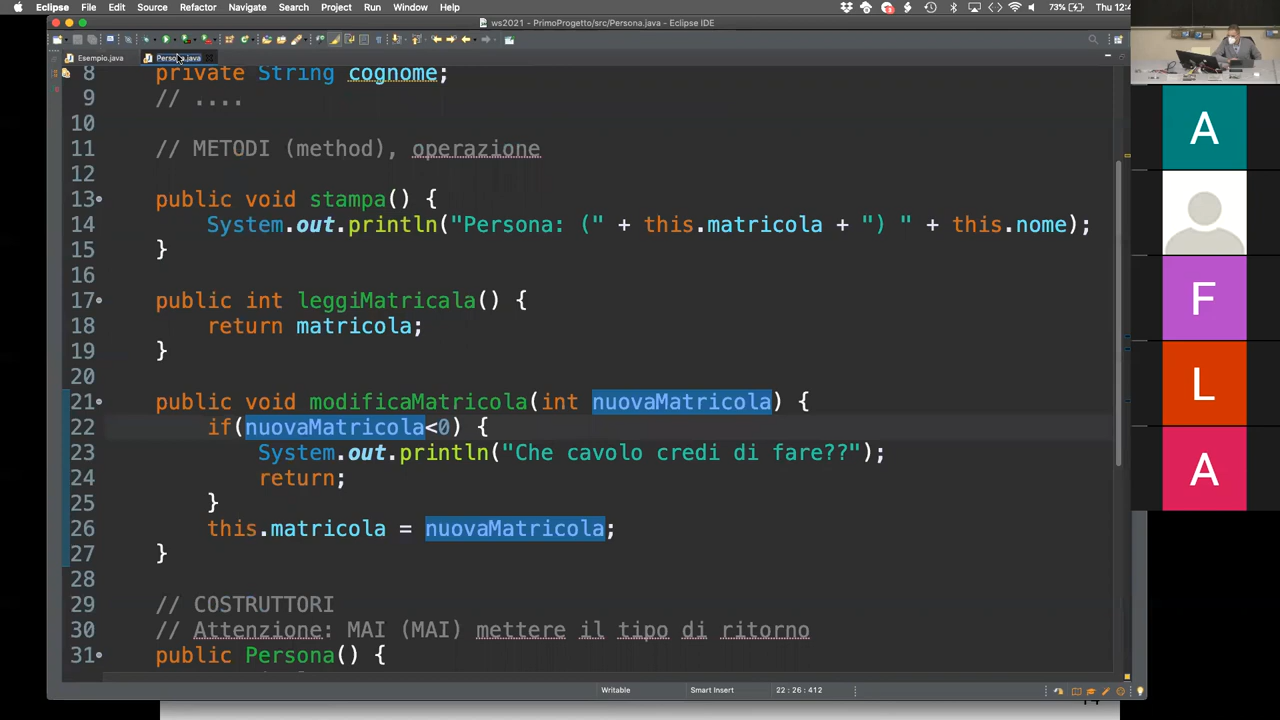 Eclipse File Edit Source Refactor Navigate Search Project Run Window Help 73% Thu 12:4
ws2021 - PrimoProgetto/src/Persona.java - Eclipse IDE
Esempio.java Persona.java
8 private String cognome;
9 // ....
10
11 // METODI (method), operazione
12
13 public void stampa() {
14 System.out.println("Persona: (" + this.matricola + ") " + this.nome);
15 }
16
17 public int leggiMatricala() {
18 return matricola;
19 }
20
21 public void modificaMatricola(int nuovaMatricola) {
22 if(nuovaMatricola<0) {
23 System.out.println("Che cavolo credi di fare??");
24 return;
25 }
26 this.matricola = nuovaMatricola;
27 }
28
29 // COSTRUTTORI
30 // Attenzione: MAI (MAI) mettere il tipo di ritorno
31 public Persona() {
Writable Smart Insert 22 : 26 : 412
A
F
L
A